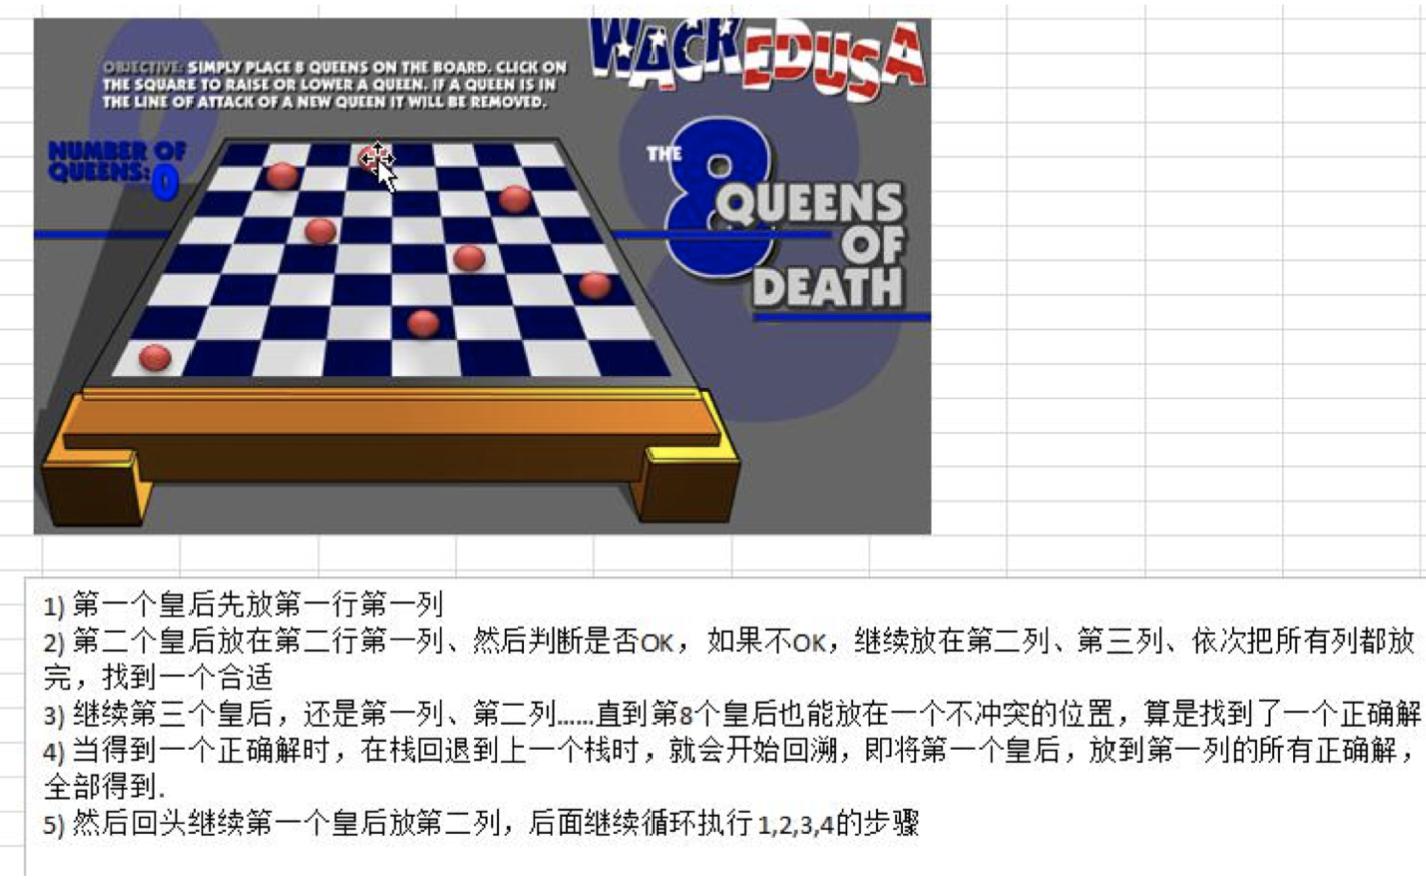 WACKEDUSA
OBJECTIVE: SIMPLY PLACE 8 QUEENS ON THE BOARD. CLICK ON
THE SQUARE TO RAISE OR LOWER A QUEEN. IF A QUEEN IS IN
THE LINE OF ATTACK OF A NEW QUEEN IT WILL BE REMOVED.
NUMBER OF
QUEENS: 0
THE 8
QUEENS
OF
DEATH
1) 第一个皇后先放第一行第一列
2) 第二个皇后放在第二行第一列、然后判断是否OK，如果不OK，继续放在第二列、第三列、依次把所有列都放
完，找到一个合适
3) 继续第三个皇后，还是第一列、第二列……直到第8个皇后也能放在一个不冲突的位置，算是找到了一个正确解
4) 当得到一个正确解时，在栈回退到上一个栈时，就会开始回溯，即将第一个皇后，放到第一列的所有正确解，
全部得到.
5) 然后回头继续第一个皇后放第二列，后面继续循环执行 1,2,3,4的步骤